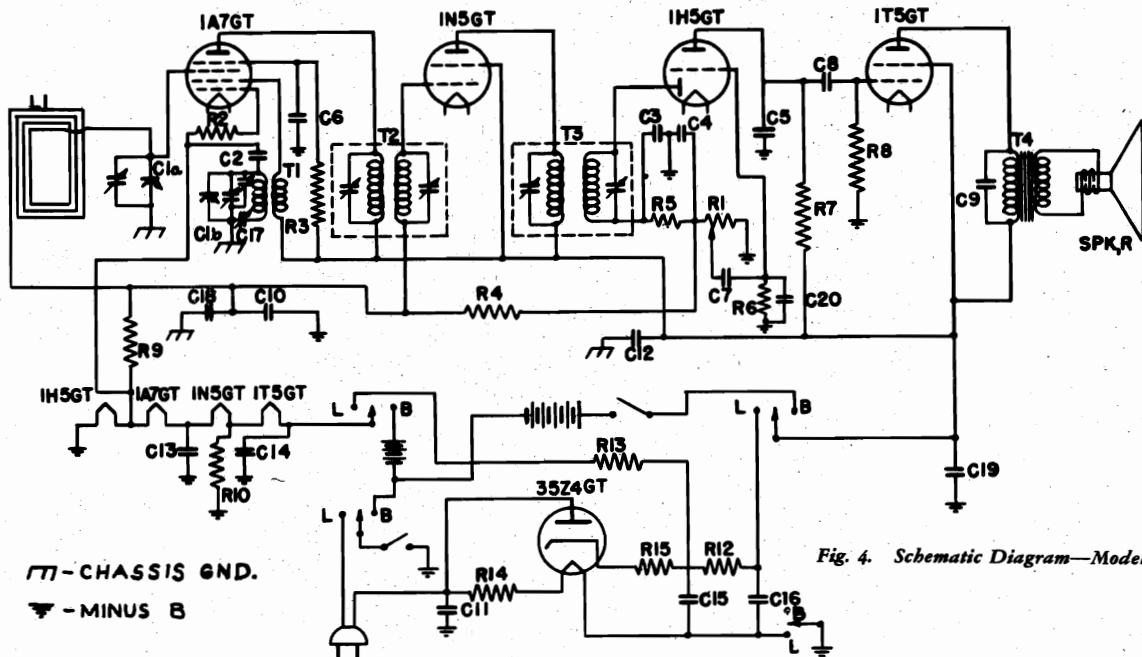 1A7GT
1N5GT
1H5GT
1T5GT
L1
C1a
R2
C2
C6
T1
R3
C1b
C17
T2
T3
C3
C4
C5
C8
R5
R1
R7
R8
C7
R6
C20
C9
T4
SPK,R
C18
C10
R4
R9
C12
1H5GT
1A7GT
1N5GT
1T5GT
C13
R10
C14
L
B
L
B
R13
C19
35Z4GT
L
B
R14
R15
R12
C11
C15
C16
B
L
Fig. 4. Schematic Diagram—Model
- CHASSIS GND.
- MINUS B